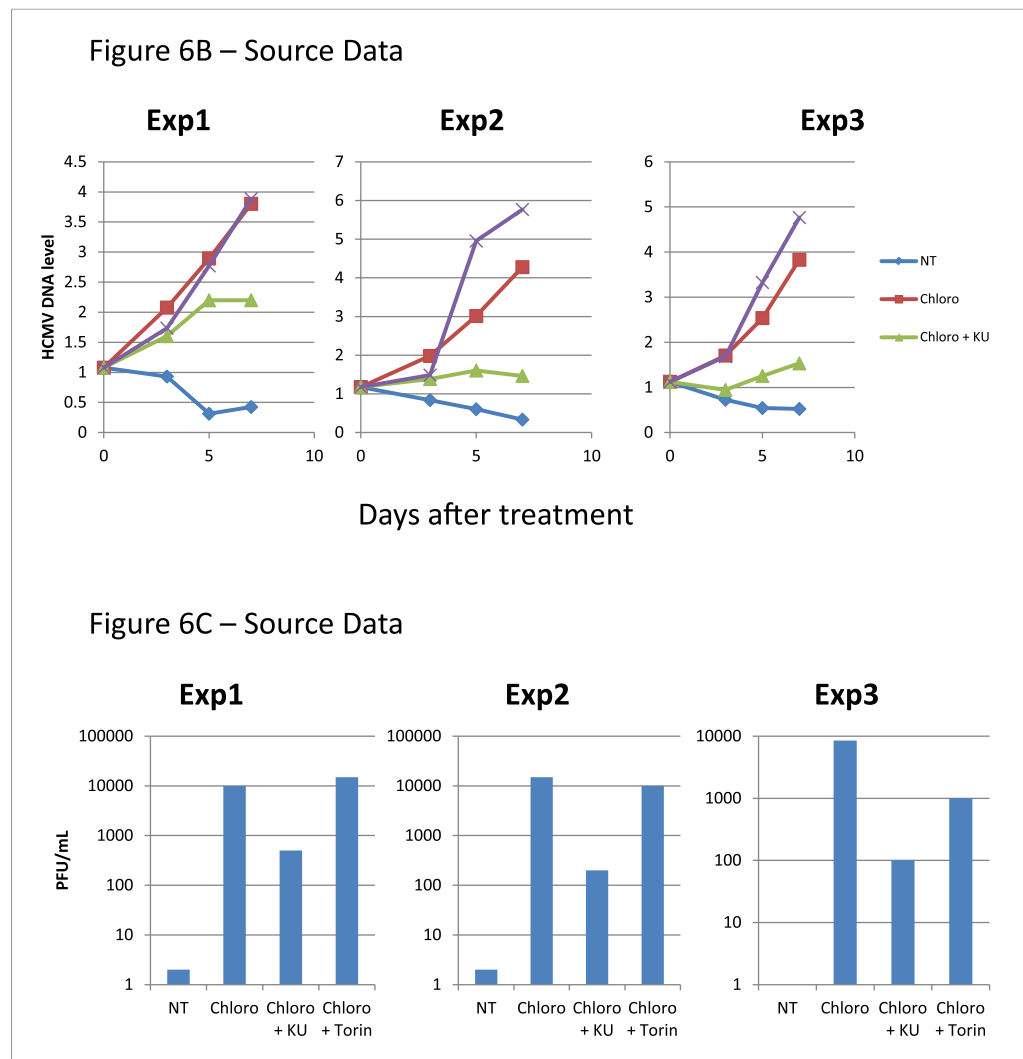 Figure 6B – Source Data
Exp1
Exp2
Exp3
HCMV DNA level
4.5
4
3.5
3
2.5
2
1.5
1
0.5
0
0
5
10
7
6
5
4
3
2
1
0
0
5
10
6
5
4
3
2
1
0
0
5
10
NT
Chloro
Chloro + KU
Days after treatment
Figure 6C – Source Data
Exp1
Exp2
Exp3
PFU/mL
100000
10000
1000
100
10
1
NT
Chloro
Chloro
+ KU
Chloro
+ Torin
100000
10000
1000
100
10
1
NT
Chloro
Chloro
+ KU
Chloro
+ Torin
10000
1000
100
10
1
NT
Chloro
Chloro
+ KU
Chloro
+ Torin